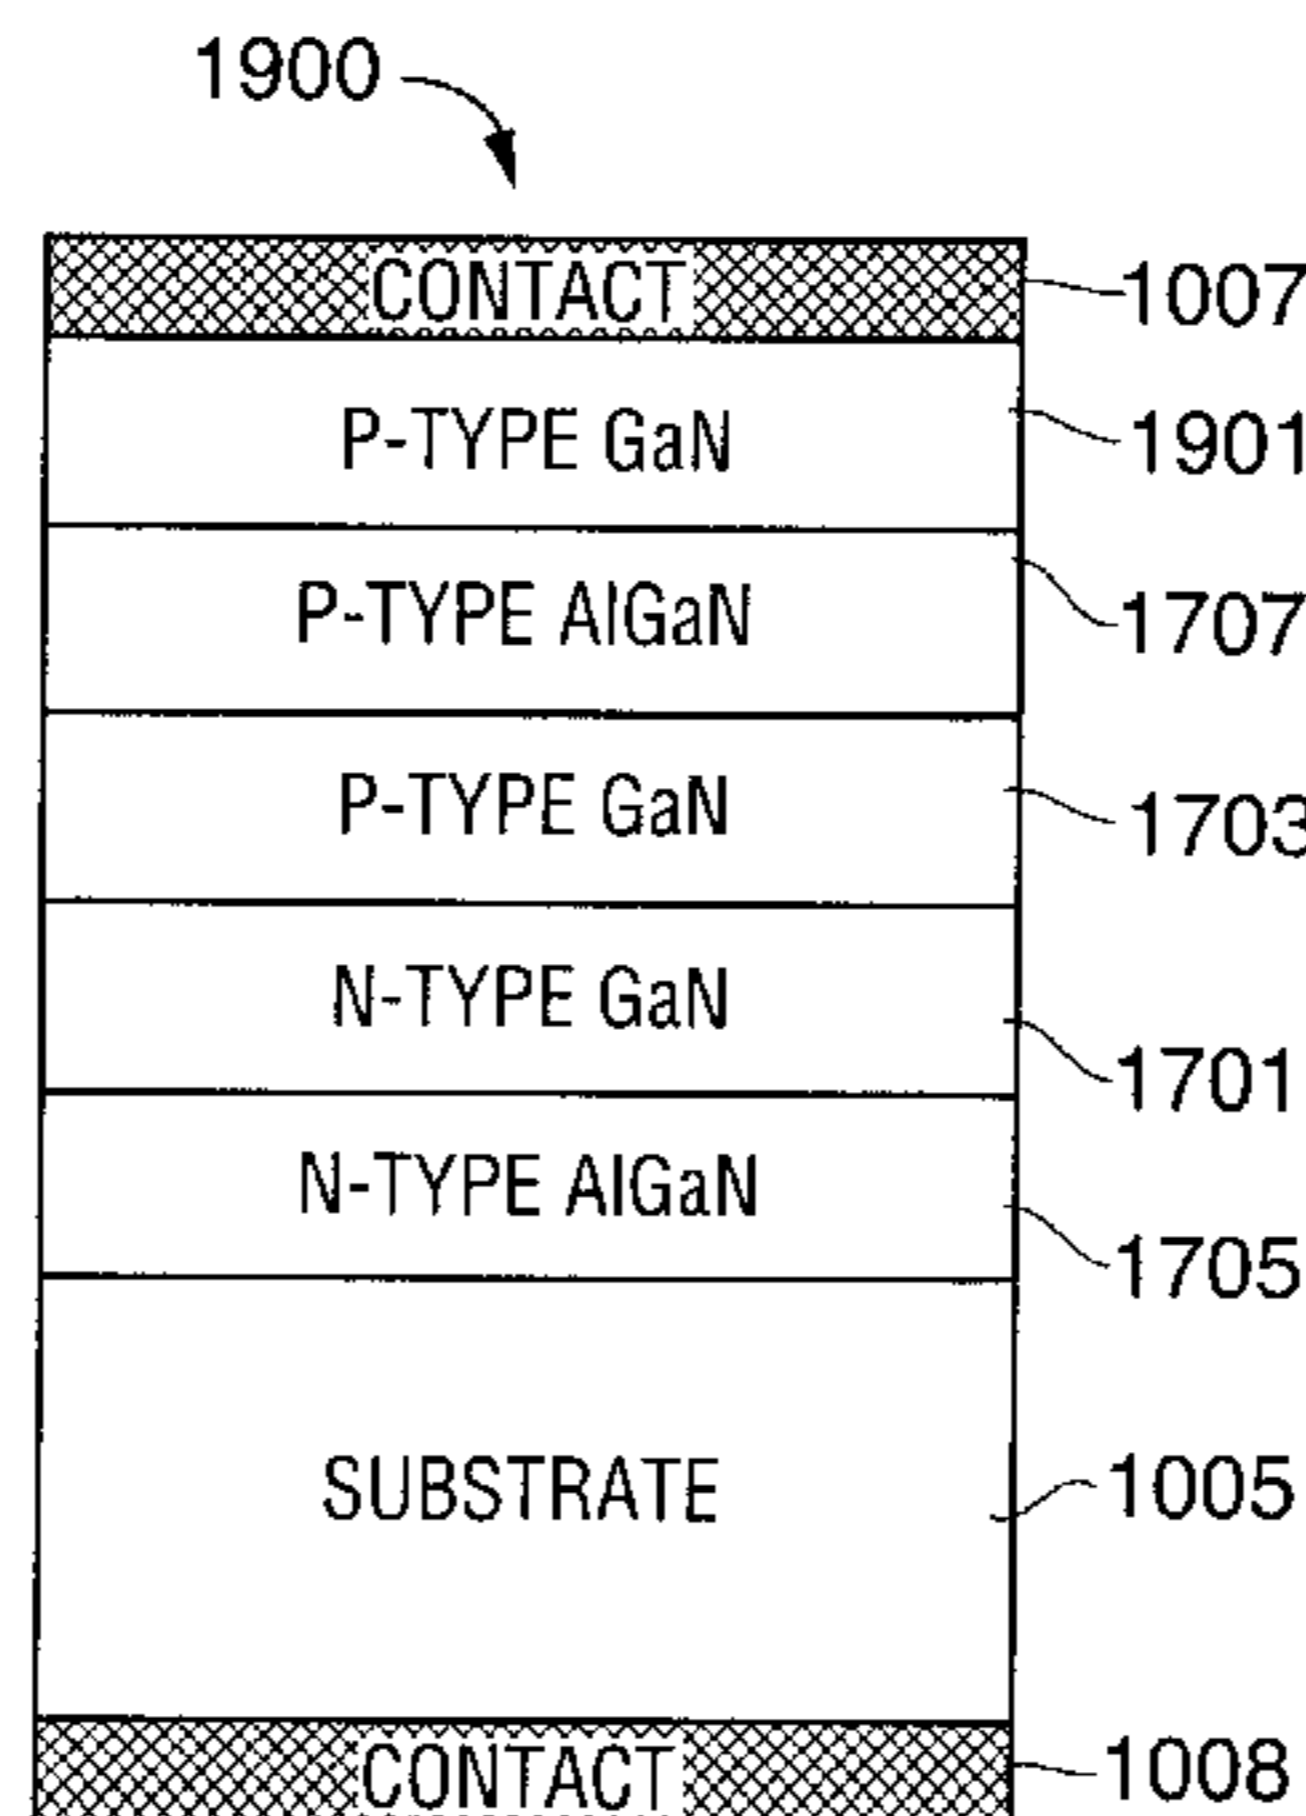 1900
CONTACT 1007
P-TYPE GaN 1901
P-TYPE AlGaN 1707
P-TYPE GaN 1703
N-TYPE GaN 1701
N-TYPE AlGaN 1705
SUBSTRATE 1005
CONTACT 1008